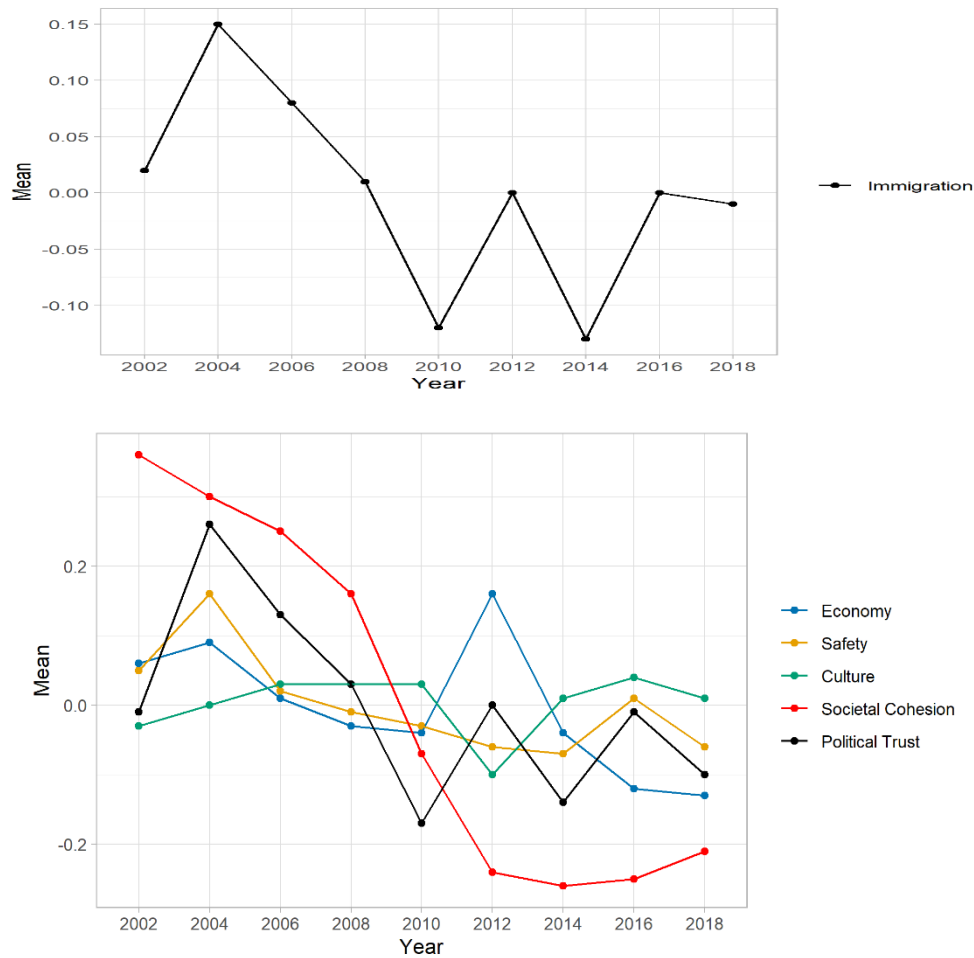 0.15
0.10
0.05
0.00
-0.05
-0.10
Mean
2002 2004 2006 2008 2010 2012 2014 2016 2018
Year
Immigration
0.2
0.0
-0.2
Mean
2002 2004 2006 2008 2010 2012 2014 2016 2018
Year
Economy
Safety
Culture
Societal Cohesion
Political Trust